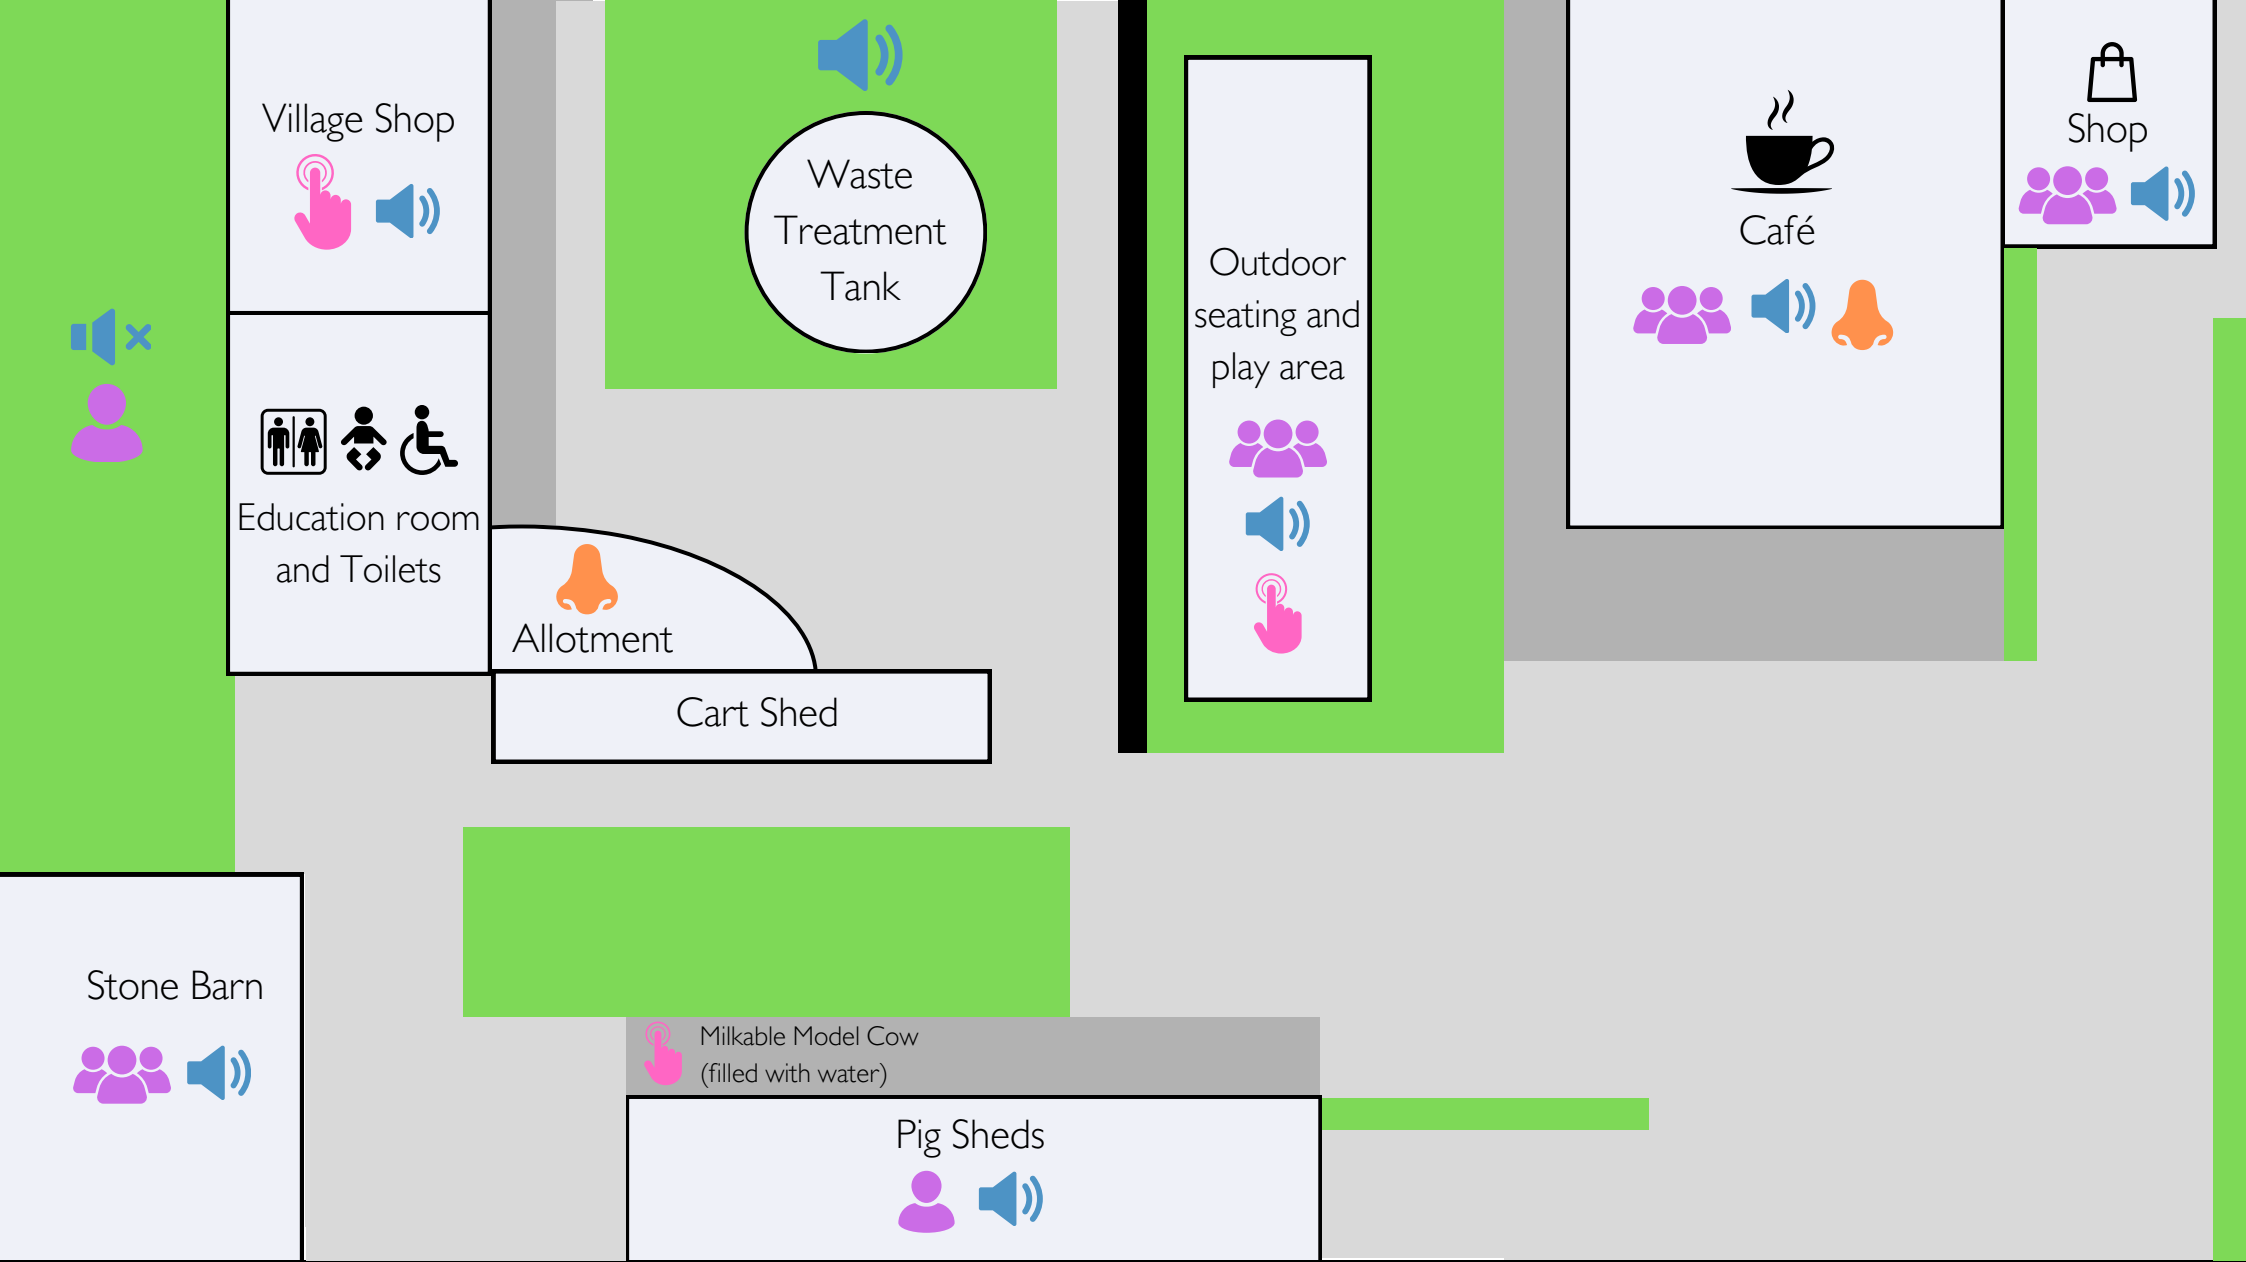 Village Shop
Waste
Treatment
Tank
Outdoor
seating and
play area
Café
Shop
Education room
and Toilets
Allotment
Cart Shed
Stone Barn
Milkable Model Cow
(filled with water)
Pig Sheds